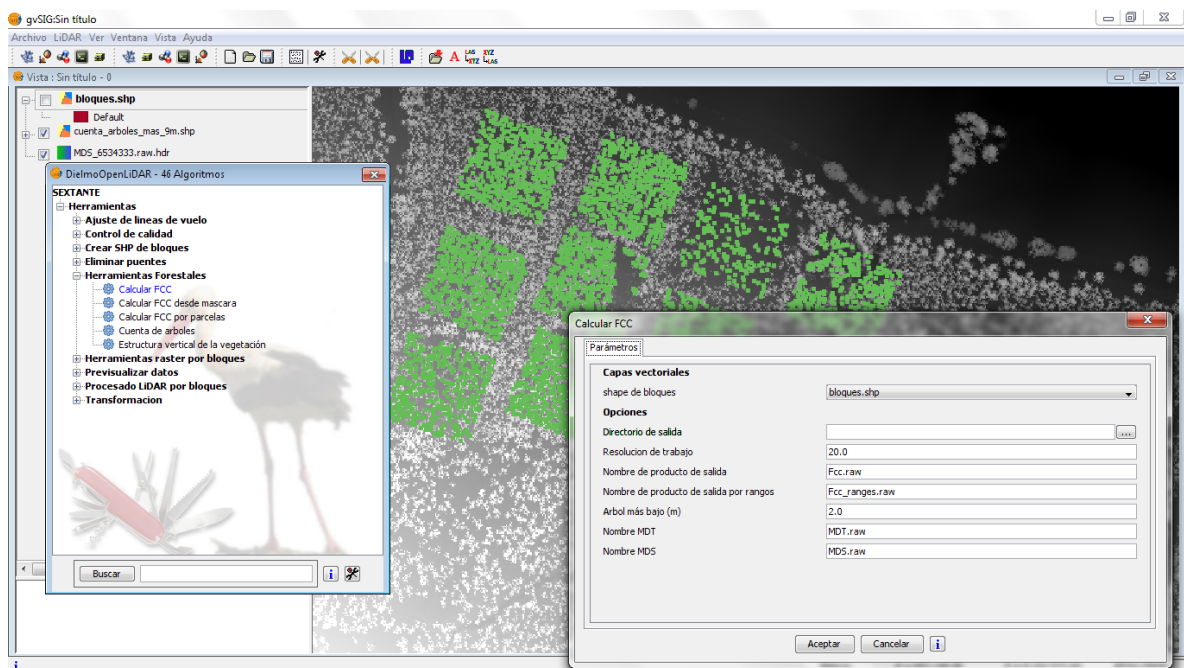 gvSIG:Sin título
Archivo LiDAR Ver Ventana Vista Ayuda
LAS XYZ
XYZ LAS
Vista : Sin título - 0
bloques.shp
Default
cuenta_arboles_mas_9m.shp
MDS_6534333.raw.hdr
DielmoOpenLiDAR - 46 Algoritmos
SEXTANTE
Herramientas
Ajuste de lineas de vuelo
Control de calidad
Crear SHP de bloques
Eliminar puentes
Herramientas Forestales
Calcular FCC
Calcular FCC desde mascara
Calcular FCC por parcelas
Cuenta de arboles
Estructura vertical de la vegetación
Herramientas raster por bloques
Previsualizar datos
Procesado LiDAR por bloques
Transformacion
Buscar
Calcular FCC
Parámetros
Capas vectoriales
shape de bloques bloques.shp
Opciones
Directorio de salida ...
Resolucion de trabajo 20.0
Nombre de producto de salida Fcc.raw
Nombre de producto de salida por rangos Fcc_ranges.raw
Arbol más bajo (m) 2.0
Nombre MDT MDT.raw
Nombre MDS MDS.raw
Aceptar Cancelar